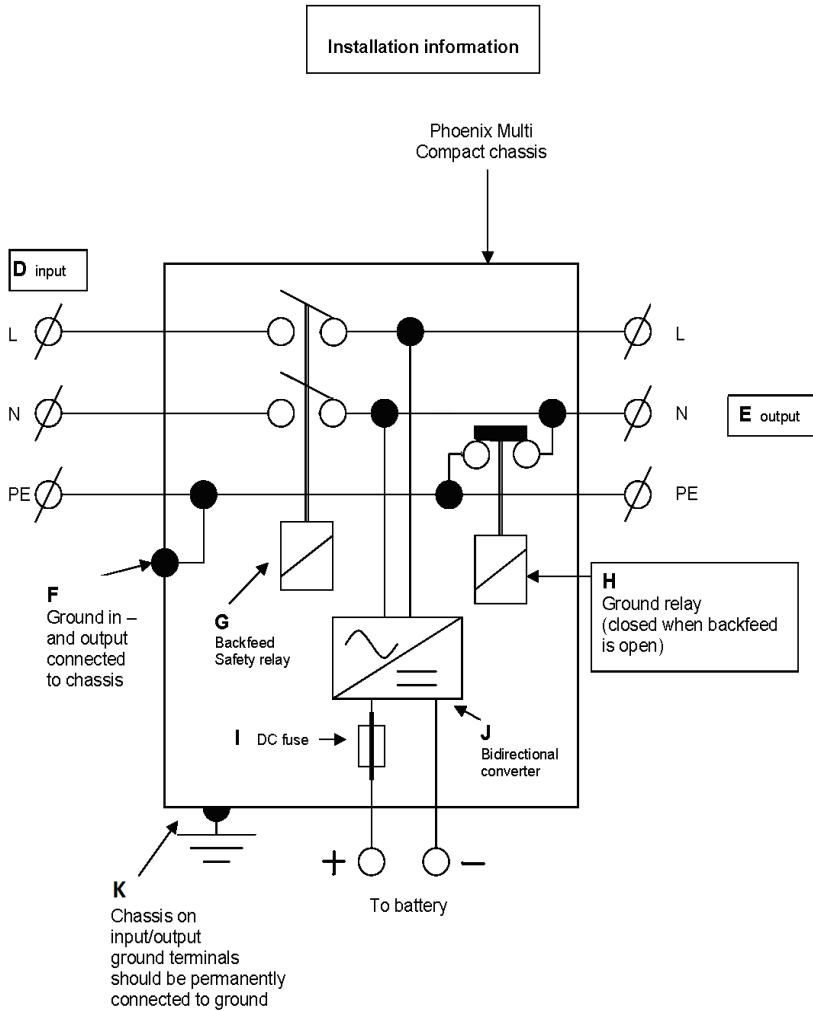 Installation information
Phoenix Multi
Compact chassis
D input
L
L
N
N
E output
PE
PE
F
Ground in –
and output
connected
to chassis
G
Backfeed
Safety relay
H
Ground relay
(closed when backfeed
is open)
I DC fuse
J
Bidirectional
converter
+
–
To battery
K
Chassis on
input/output
ground terminals
should be permanently
connected to ground